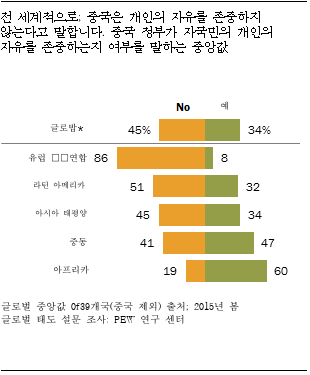 전 세계적으로; 중국은 개인의 자유를 존중하지
않는다고 말합니다. 중국 정부가 자국민의 개인의
자유를 존중하는지 여부를 말하는 중앙값
No 예
글로밤* 45% 34%
유럽 □□연합 86 8
라틴 아메리카 51 32
아시아 태평양 45 34
중동 41 47
아프리카 19 60
글로벌 중앙값 0f39개국(중국 제외) 출처; 2015년 봄
글로벌 태도 설문 조사: PEW 연구 센터